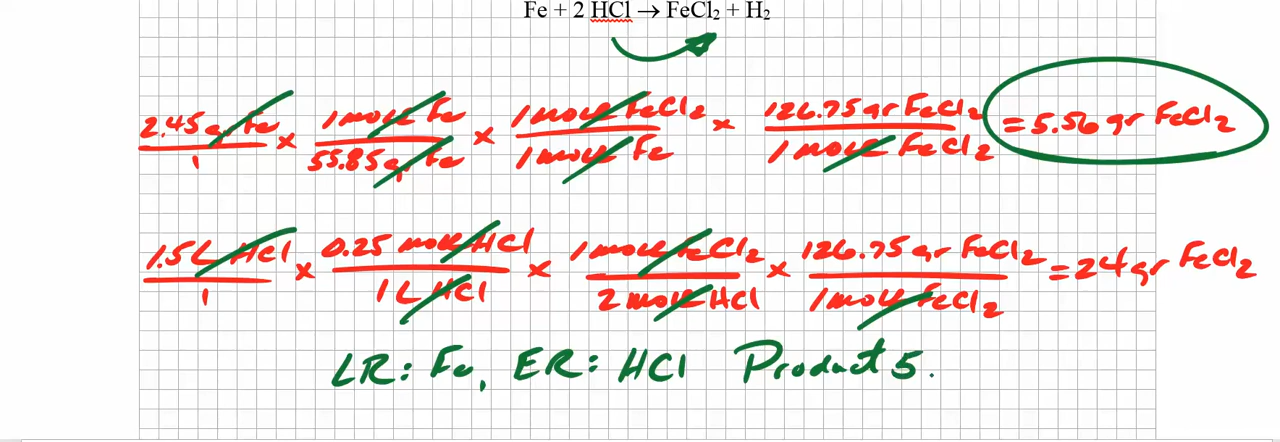 Fe + 2 HCl → FeCl₂ + H₂
2.45 gr Fe / 1 × 1 mole Fe / 55.85 gr Fe × 1 mole FeCl₂ / 1 mole Fe × 126.75 gr FeCl₂ / 1 mole FeCl₂ = 5.56 gr FeCl₂
1.5 L HCl / 1 × 0.25 mole HCl / 1 L HCl × 1 mole FeCl₂ / 2 mole HCl × 126.75 gr FeCl₂ / 1 mole FeCl₂ = 24 gr FeCl₂
LR: Fe, ER: HCl Product 5.